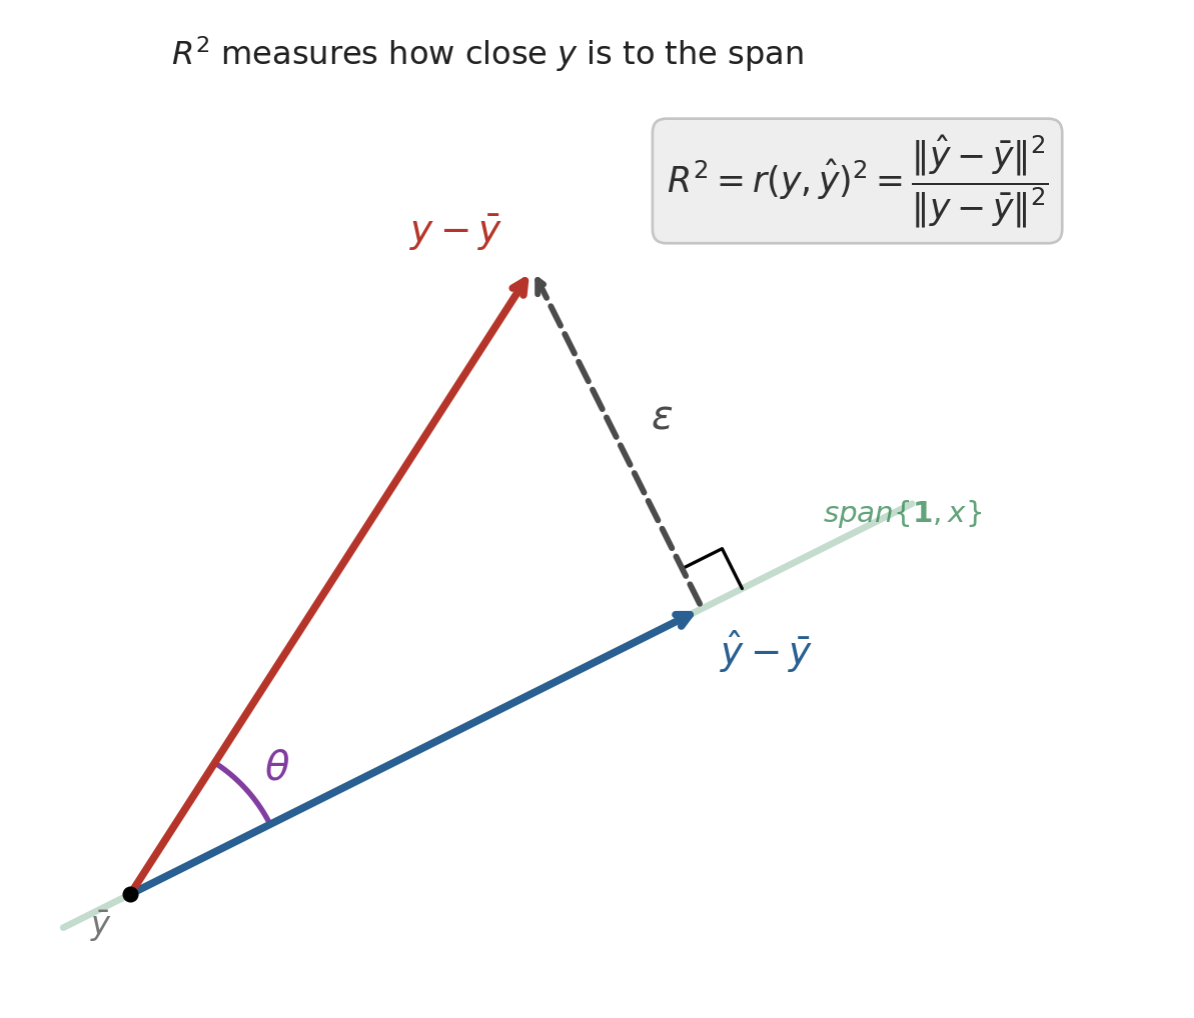 R² measures how close y is to the span
R² = r(y, ŷ)² = ‖ŷ − ȳ‖² / ‖y − ȳ‖²
y − ȳ
ε
span{𝟏, x}
ŷ − ȳ
θ
ȳ